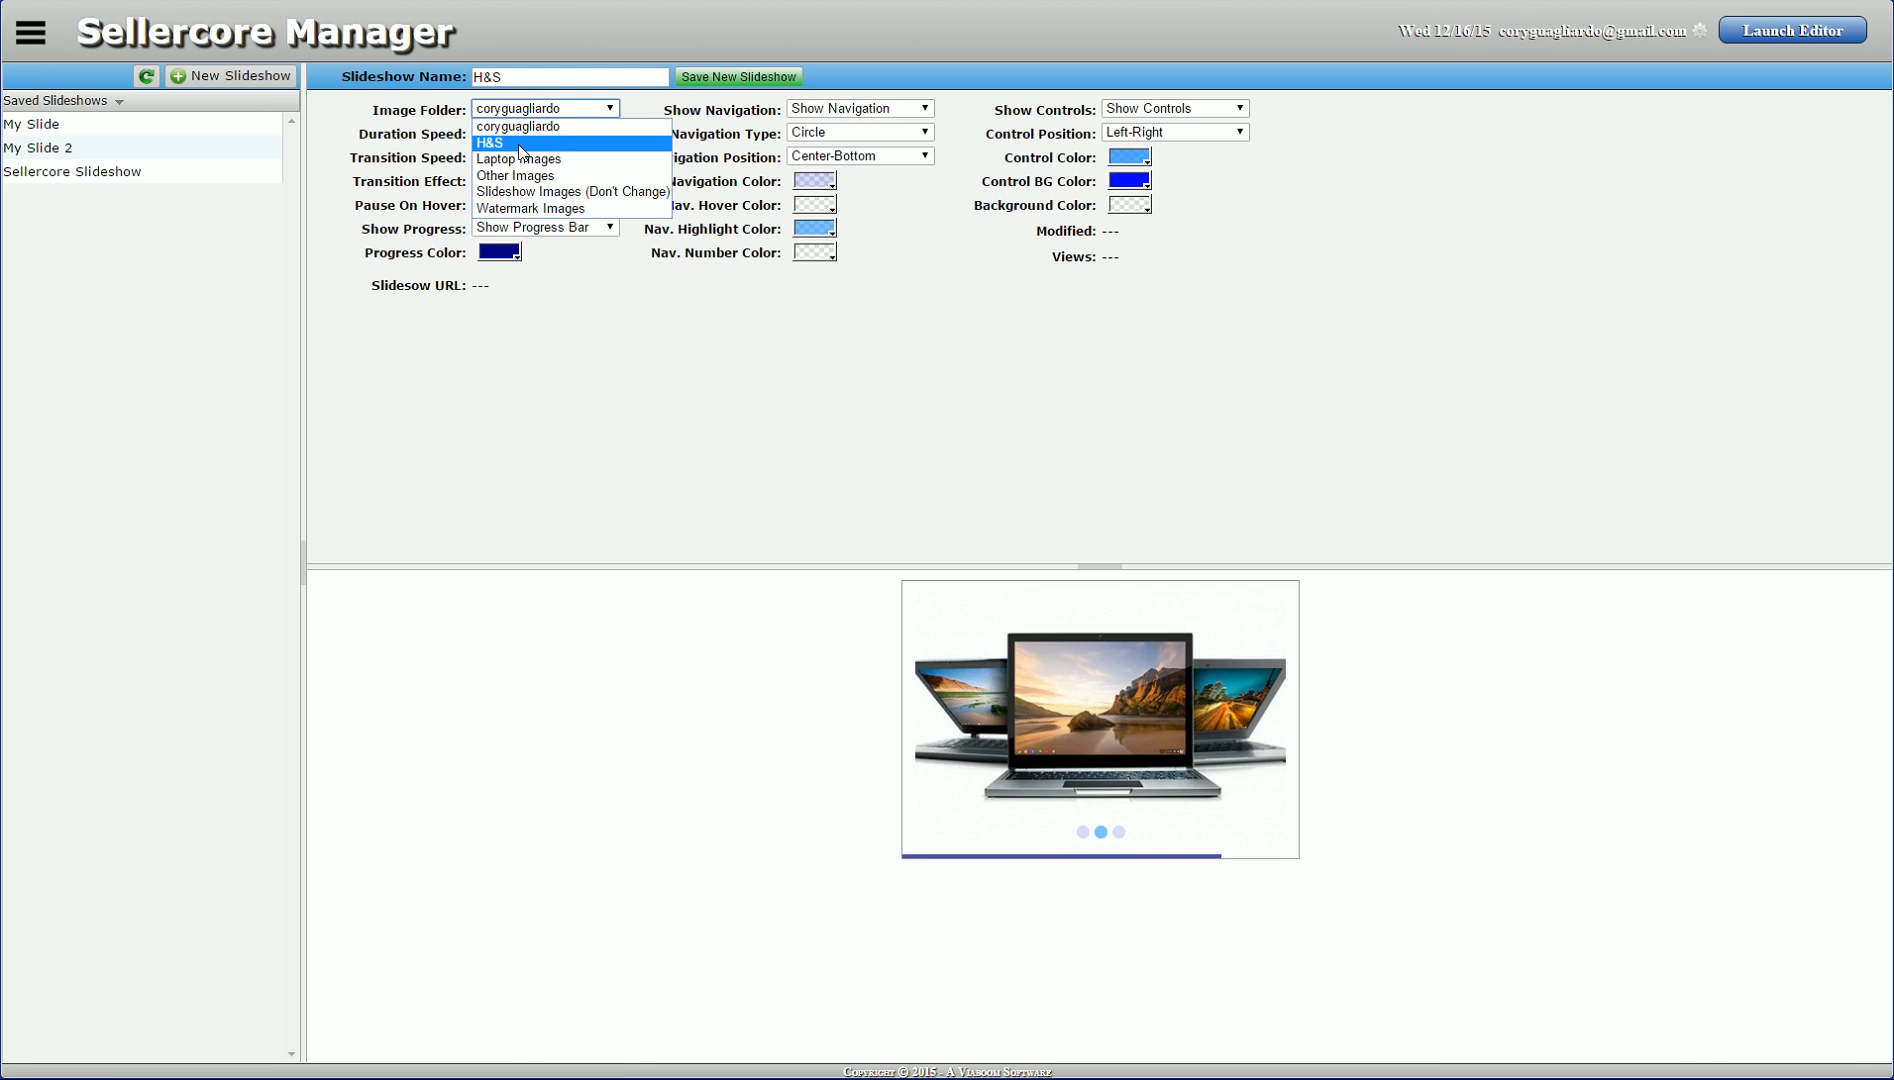 Sellercore Manager
Wed 12/16/15 coryguagliardo@gmail.com
Launch Editor
New Slideshow
Slideshow Name: H&S
Save New Slideshow
Saved Slideshows
My Slide
My Slide 2
Sellercore Slideshow
Image Folder: coryguagliardo
coryguagliardo
H&S
Laptop Images
Other Images
Slideshow Images (Don't Change)
Watermark Images
Duration Speed:
Transition Speed:
Transition Effect:
Pause On Hover:
Show Progress: Show Progress Bar
Progress Color:
Slidesow URL: ---
Show Navigation: Show Navigation
Navigation Type: Circle
igation Position: Center-Bottom
Navigation Color:
av. Hover Color:
Nav. Highlight Color:
Nav. Number Color:
Show Controls: Show Controls
Control Position: Left-Right
Control Color:
Control BG Color:
Background Color:
Modified: ---
Views: ---
Copyright © 2015 - A Viaboom Software